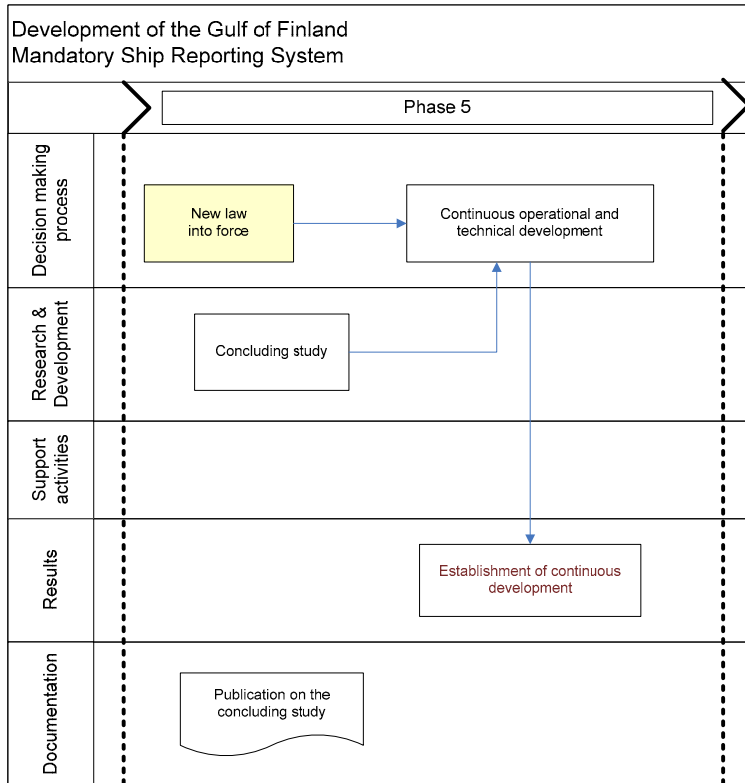 Development of the Gulf of Finland
Mandatory Ship Reporting System
Phase 5
Decision making
process
New law
into force
Continuous operational and
technical development
Research &
Development
Concluding study
Support
activities
Results
Establishment of continuous
development
Documentation
Publication on the
concluding study